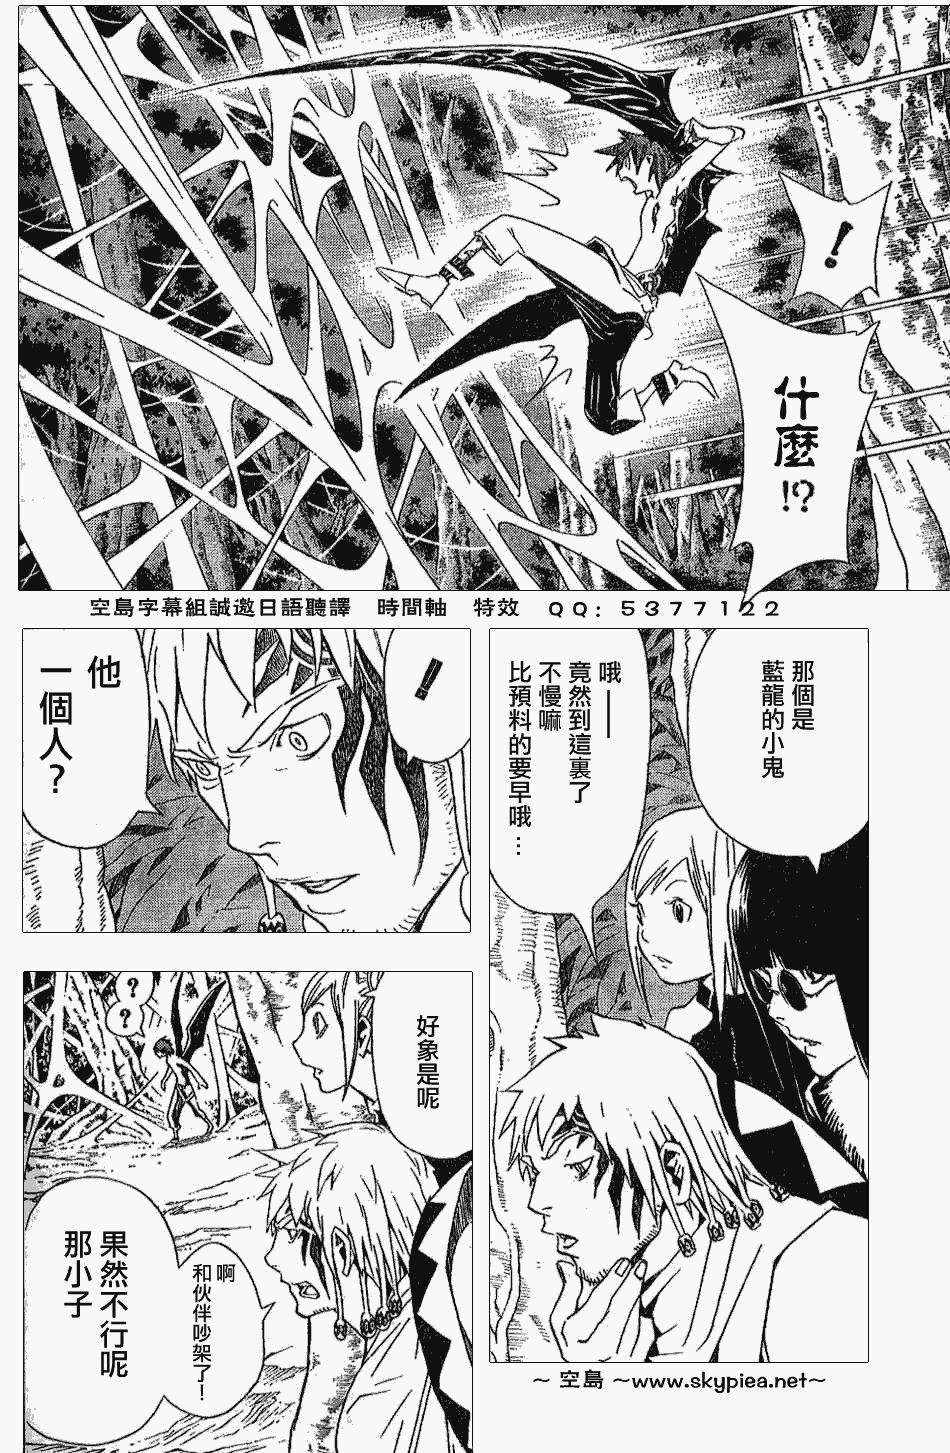 ！
什麼!?
空島字幕組誠邀日語聽譯　時間軸　特效　QQ: 5377122
那個是
藍龍的小鬼
哦——
竟然到這裏了
不慢嘛
比預料的要早哦…
！
他
一個人？
好象是呢
？
？
啊
和伙伴吵架了！
果然不行呢
那小子
～ 空島 ～www.skypiea.net～